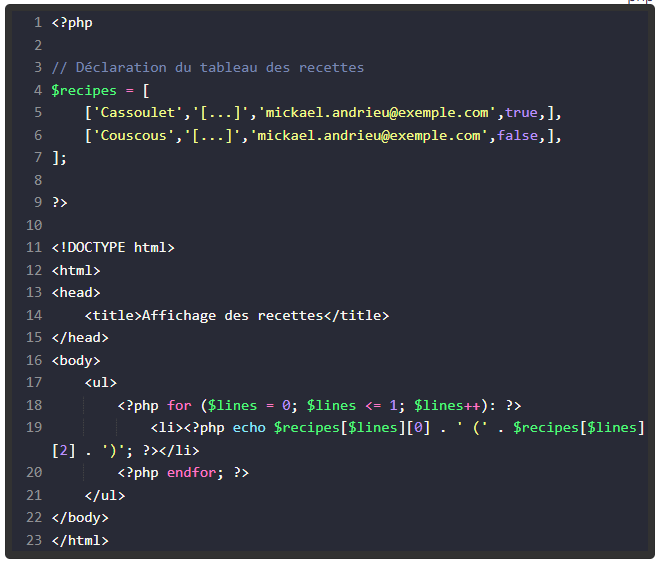 1 <?php
2
3 // Déclaration du tableau des recettes
4 $recipes = [
5     ['Cassoulet','[...]','mickael.andrieu@exemple.com',true,],
6     ['Couscous','[...]','mickael.andrieu@exemple.com',false,],
7 ];
8
9 ?>
10
11 <!DOCTYPE html>
12 <html>
13 <head>
14     <title>Affichage des recettes</title>
15 </head>
16 <body>
17     <ul>
18         <?php for ($lines = 0; $lines <= 1; $lines++): ?>
19             <li><?php echo $recipes[$lines][0] . ' (' . $recipes[$lines]
[2] . ')'; ?></li>
20         <?php endfor; ?>
21     </ul>
22 </body>
23 </html>